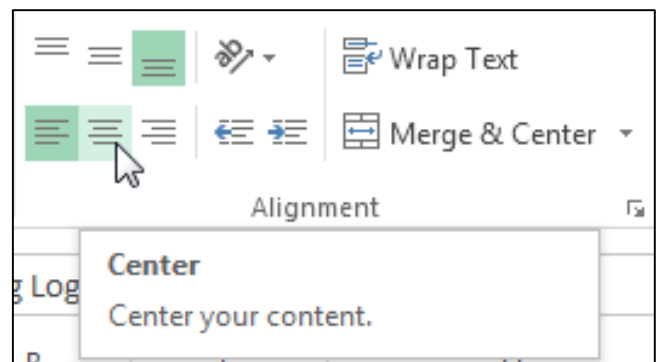 Wrap Text
Merge & Center
Alignment
Center
g Log
Center your content.